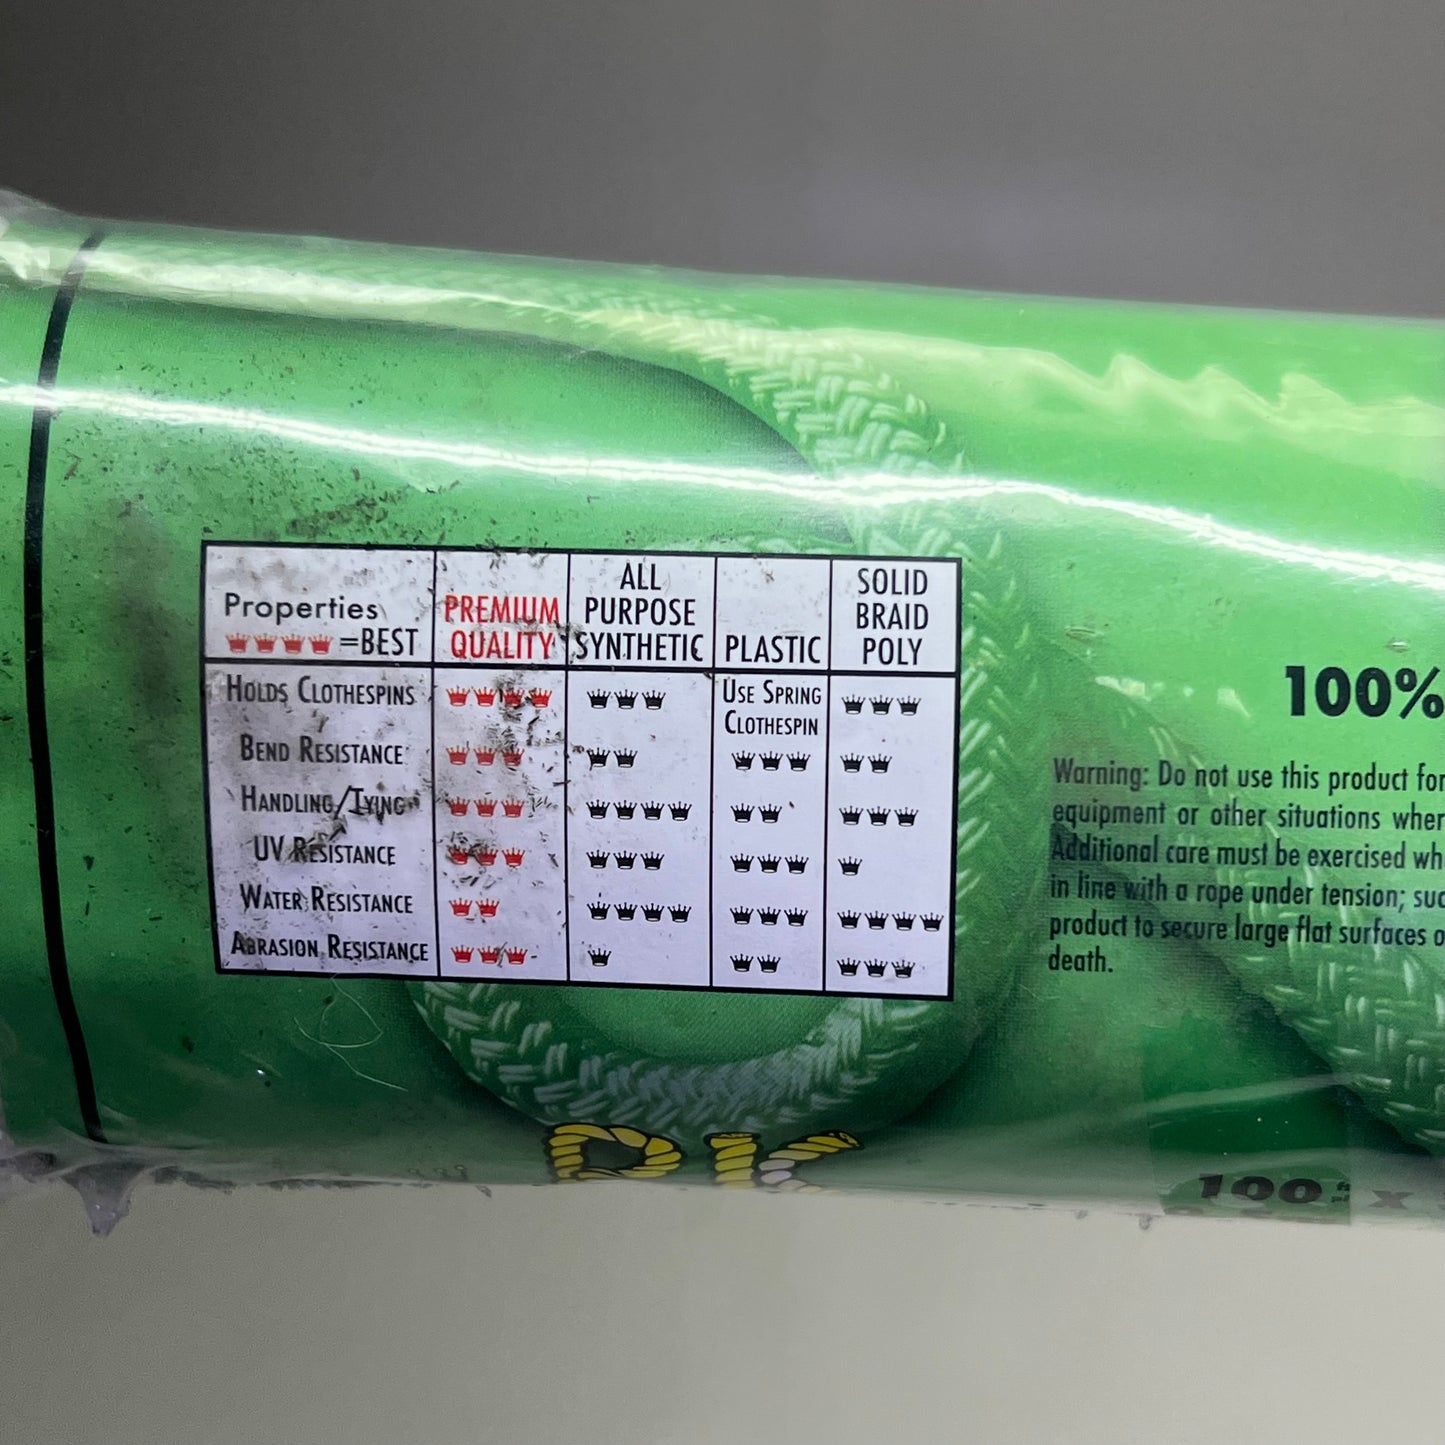 Properties
=BEST
PREMIUM
QUALITY
ALL
PURPOSE
SYNTHETIC
PLASTIC
SOLID
BRAID
POLY
HOLDS CLOTHESPINS
USE SPRING
CLOTHESPIN
BEND RESISTANCE
HANDLING/TYING
UV RESISTANCE
WATER RESISTANCE
ABRASION RESISTANCE
100%
Warning: Do not use this product for
equipment or other situations wher
Additional care must be exercised wh
in line with a rope under tension; suc
product to secure large flat surfaces o
death.
100